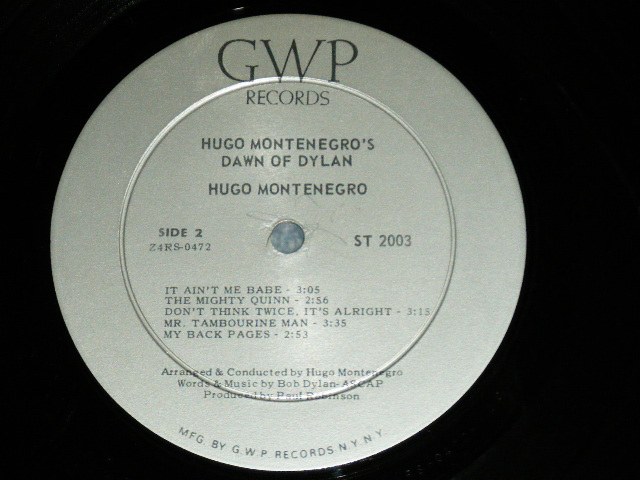 GWP
RECORDS
HUGO MONTENEGRO'S
DAWN OF DYLAN
HUGO MONTENEGRO
SIDE 2
Z4RS-0472
ST 2003
IT AIN'T ME BABE - 3:05
THE MIGHTY QUINN - 2:56
DON'T THINK TWICE, IT'S ALRIGHT - 3:15
MR. TAMBOURINE MAN - 3:35
MY BACK PAGES - 2:53
Arranged & Conducted by Hugo Montenegro
Words & Music by Bob Dylan-ASCAP
Produced by Paul Robinson
MFG. BY G.W.P. RECORDS N.Y. N.Y.